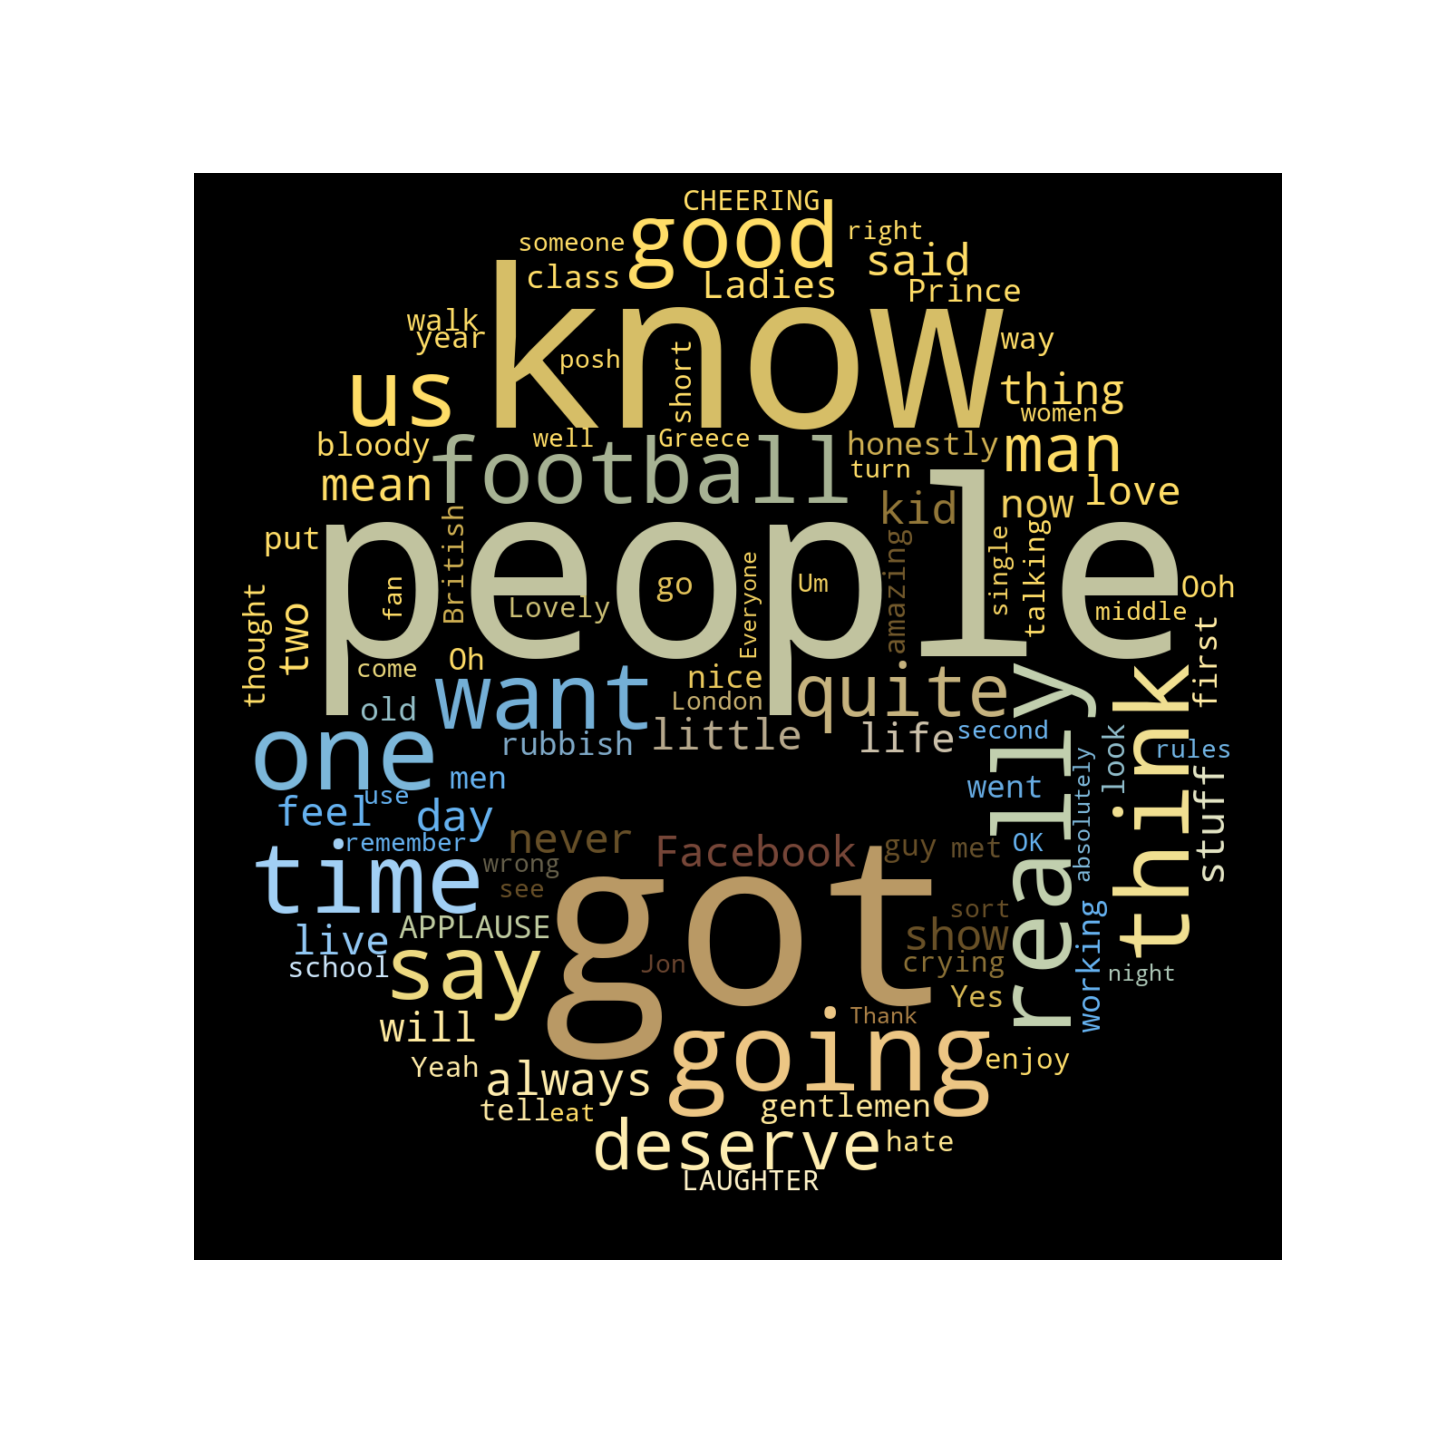 CHEERING
good
right
someone
said
class
Ladies
Prince
know
walk
year
way
posh
short
us
thing
women
well
Greece
bloody
honestly
man
football
turn
mean
love
kid
now
people
put
British
amazing
single
talking
Everyone
fan
go
Um
Ooh
Lovely
middle
thought
two
first
Oh
come
nice
want
quite
London
old
really
think
one
rubbish
little
life
second
look
rules
men
went
use
absolutely
stuff
feel
day
never
remember
OK
Facebook
guy
met
time
wrong
see
got
sort
APPLAUSE
show
working
live
say
Jon
crying
school
night
Yes
Thank
will
going
Yeah
enjoy
always
tell
eat
gentlemen
deserve
hate
LAUGHTER